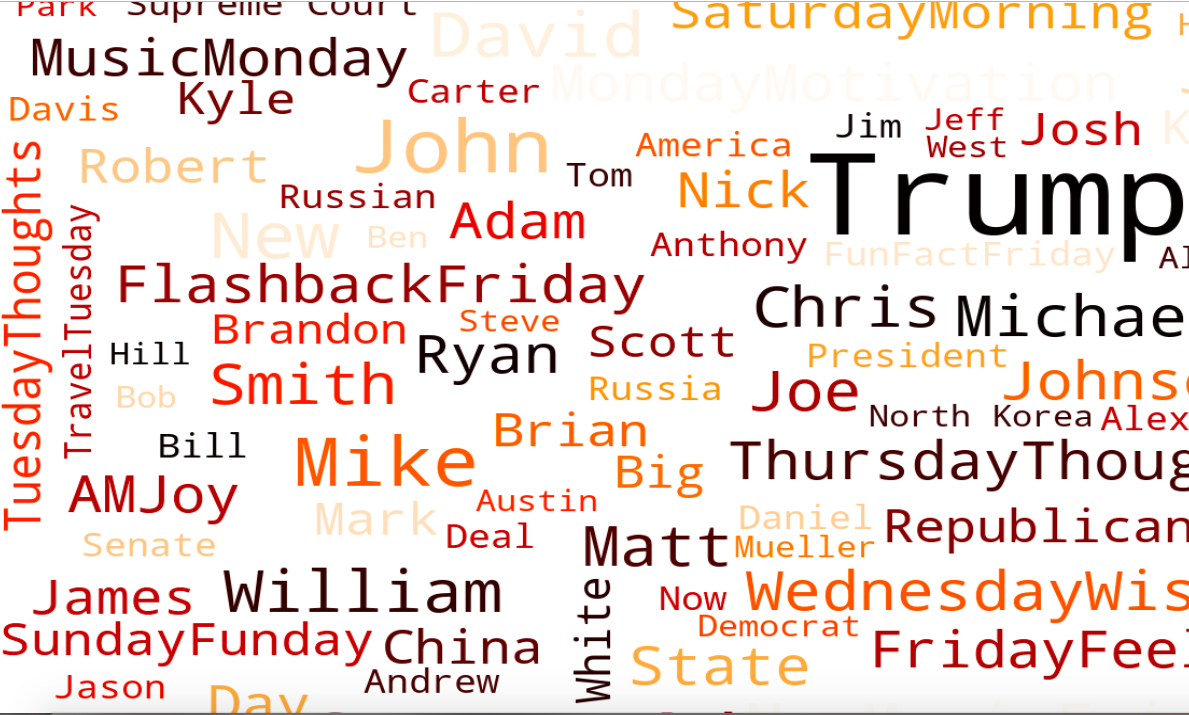 Park Supreme Court
SaturdayMorning
David
MusicMonday
MondayMotivation
Carter
Kyle
Davis
John
Jim
Jeff
Josh
K
America
West
Trump
Robert
Tom
Nick
Russian
Adam
New
Ben
Anthony
FunFactFriday
Al
TuesdayThoughts
TravelTuesday
FlashbackFriday
Chris
Michae
Brandon
Steve
Scott
Hill
Ryan
President
Smith
Russia
Joe
Johns
Bob
North Korea
Alex
Brian
Bill
Mike
Big
ThursdayThoug
AMJoy
Austin
Mark
Daniel
Republican
Deal
Matt
Mueller
Senate
James
William
White
Now
WednesdayWis
SundayFunday
China
Democrat
FridayFeel
State
Jason
Andrew
Day